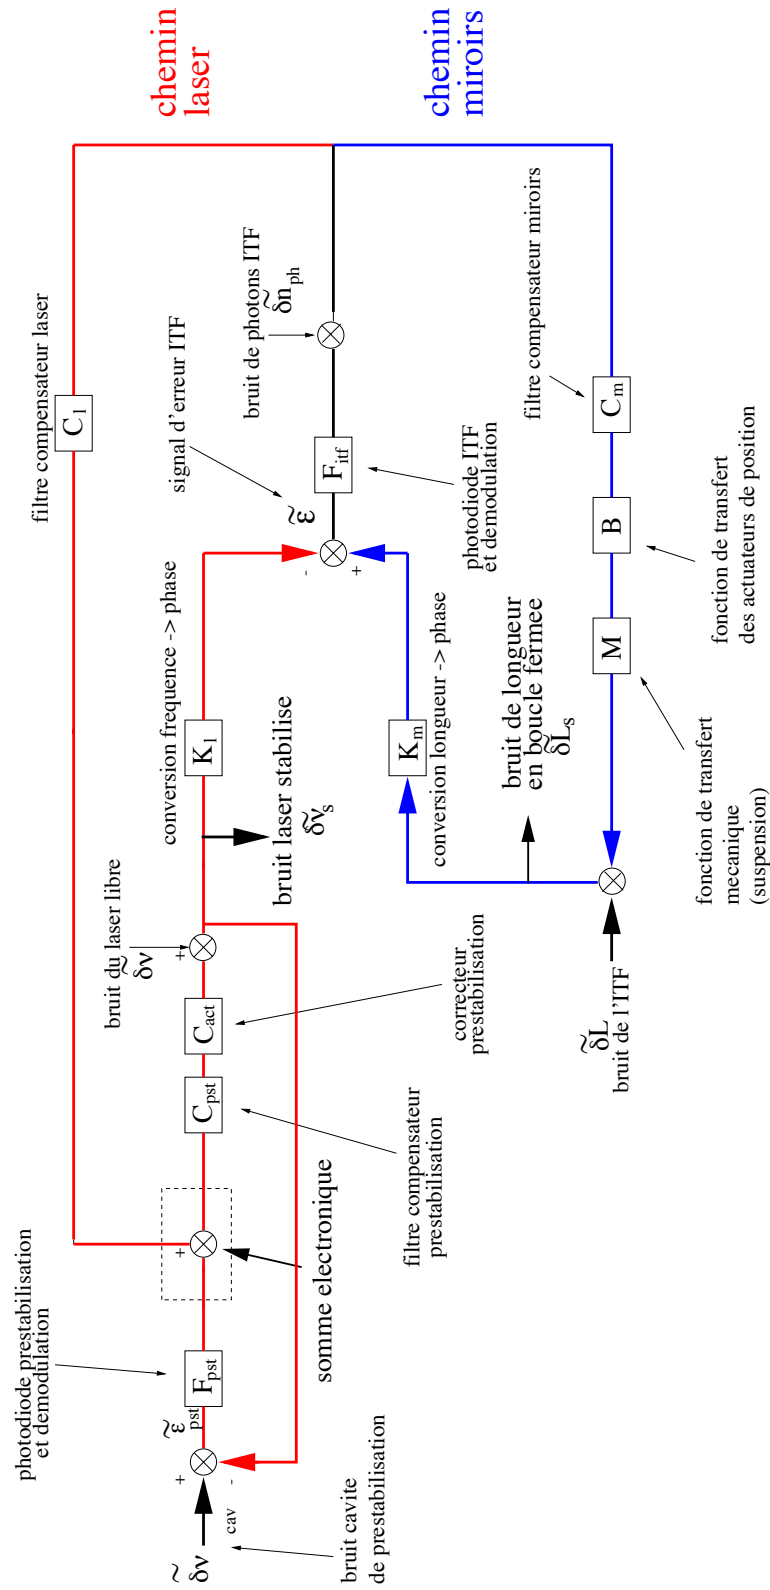 photodiode prestabilisation
et demodulation
filtre compensateur laser
C_l
chemin
laser
δ̃ν
cav
bruit cavite
de prestabilisation
+
-
ε̃
pst
F_pst
+
somme electronique
C_pst
filtre compensateur
prestabilisation
C_act
correcteur
prestabilisation
bruit du laser libre
δ̃ν
+
bruit laser stabilise
δ̃ν_s
K_l
conversion frequence -> phase
-
+
ε̃
signal d'erreur ITF
F_itf
photodiode ITF
et demodulation
bruit de photons ITF
δ̃n_ph
chemin
miroirs
K_m
conversion longueur -> phase
bruit de longueur
en boucle fermee
δ̃L_s
δ̃L
bruit de l'ITF
M
fonction de transfert
mecanique
(suspension)
B
fonction de transfert
des actuateurs de position
C_m
filtre compensateur miroirs